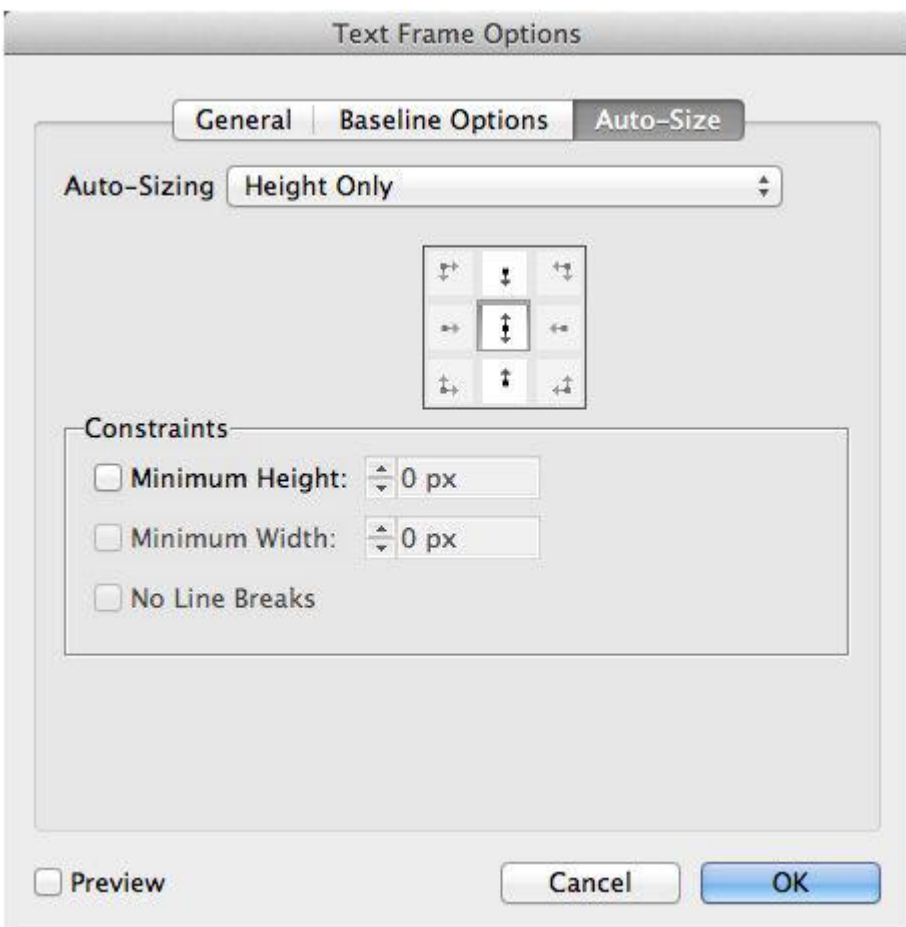 Text Frame Options
General Baseline Options Auto-Size
Auto-Sizing Height Only
Constraints
Minimum Height: 0 px
Minimum Width: 0 px
No Line Breaks
Preview Cancel OK